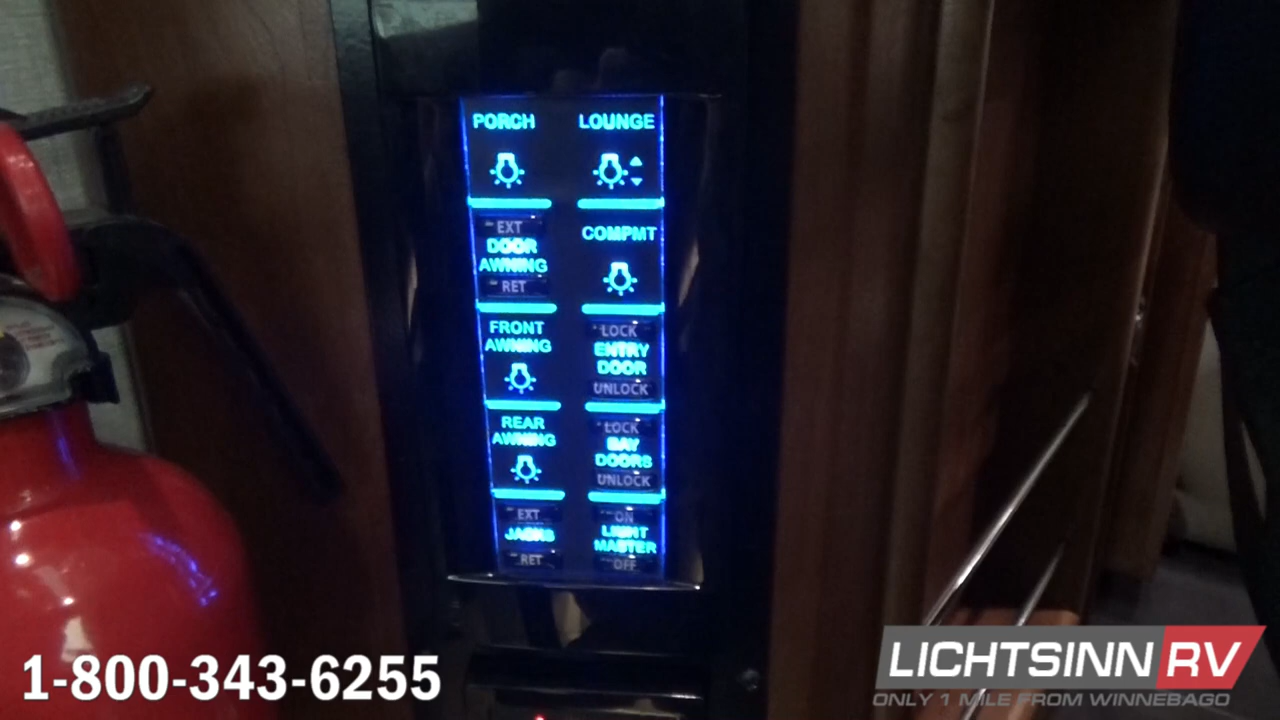 PORCH
LOUNGE
EXT
DOOR
AWNING
RET
COMPMT
FRONT
AWNING
LOCK
ENTRY
DOOR
UNLOCK
REAR
AWNING
LOCK
BAY
DOORS
UNLOCK
EXT
JACKS
RET
ON
LIGHT
MASTER
OFF
1-800-343-6255
LICHTSINN RV
ONLY 1 MILE FROM WINNEBAGO